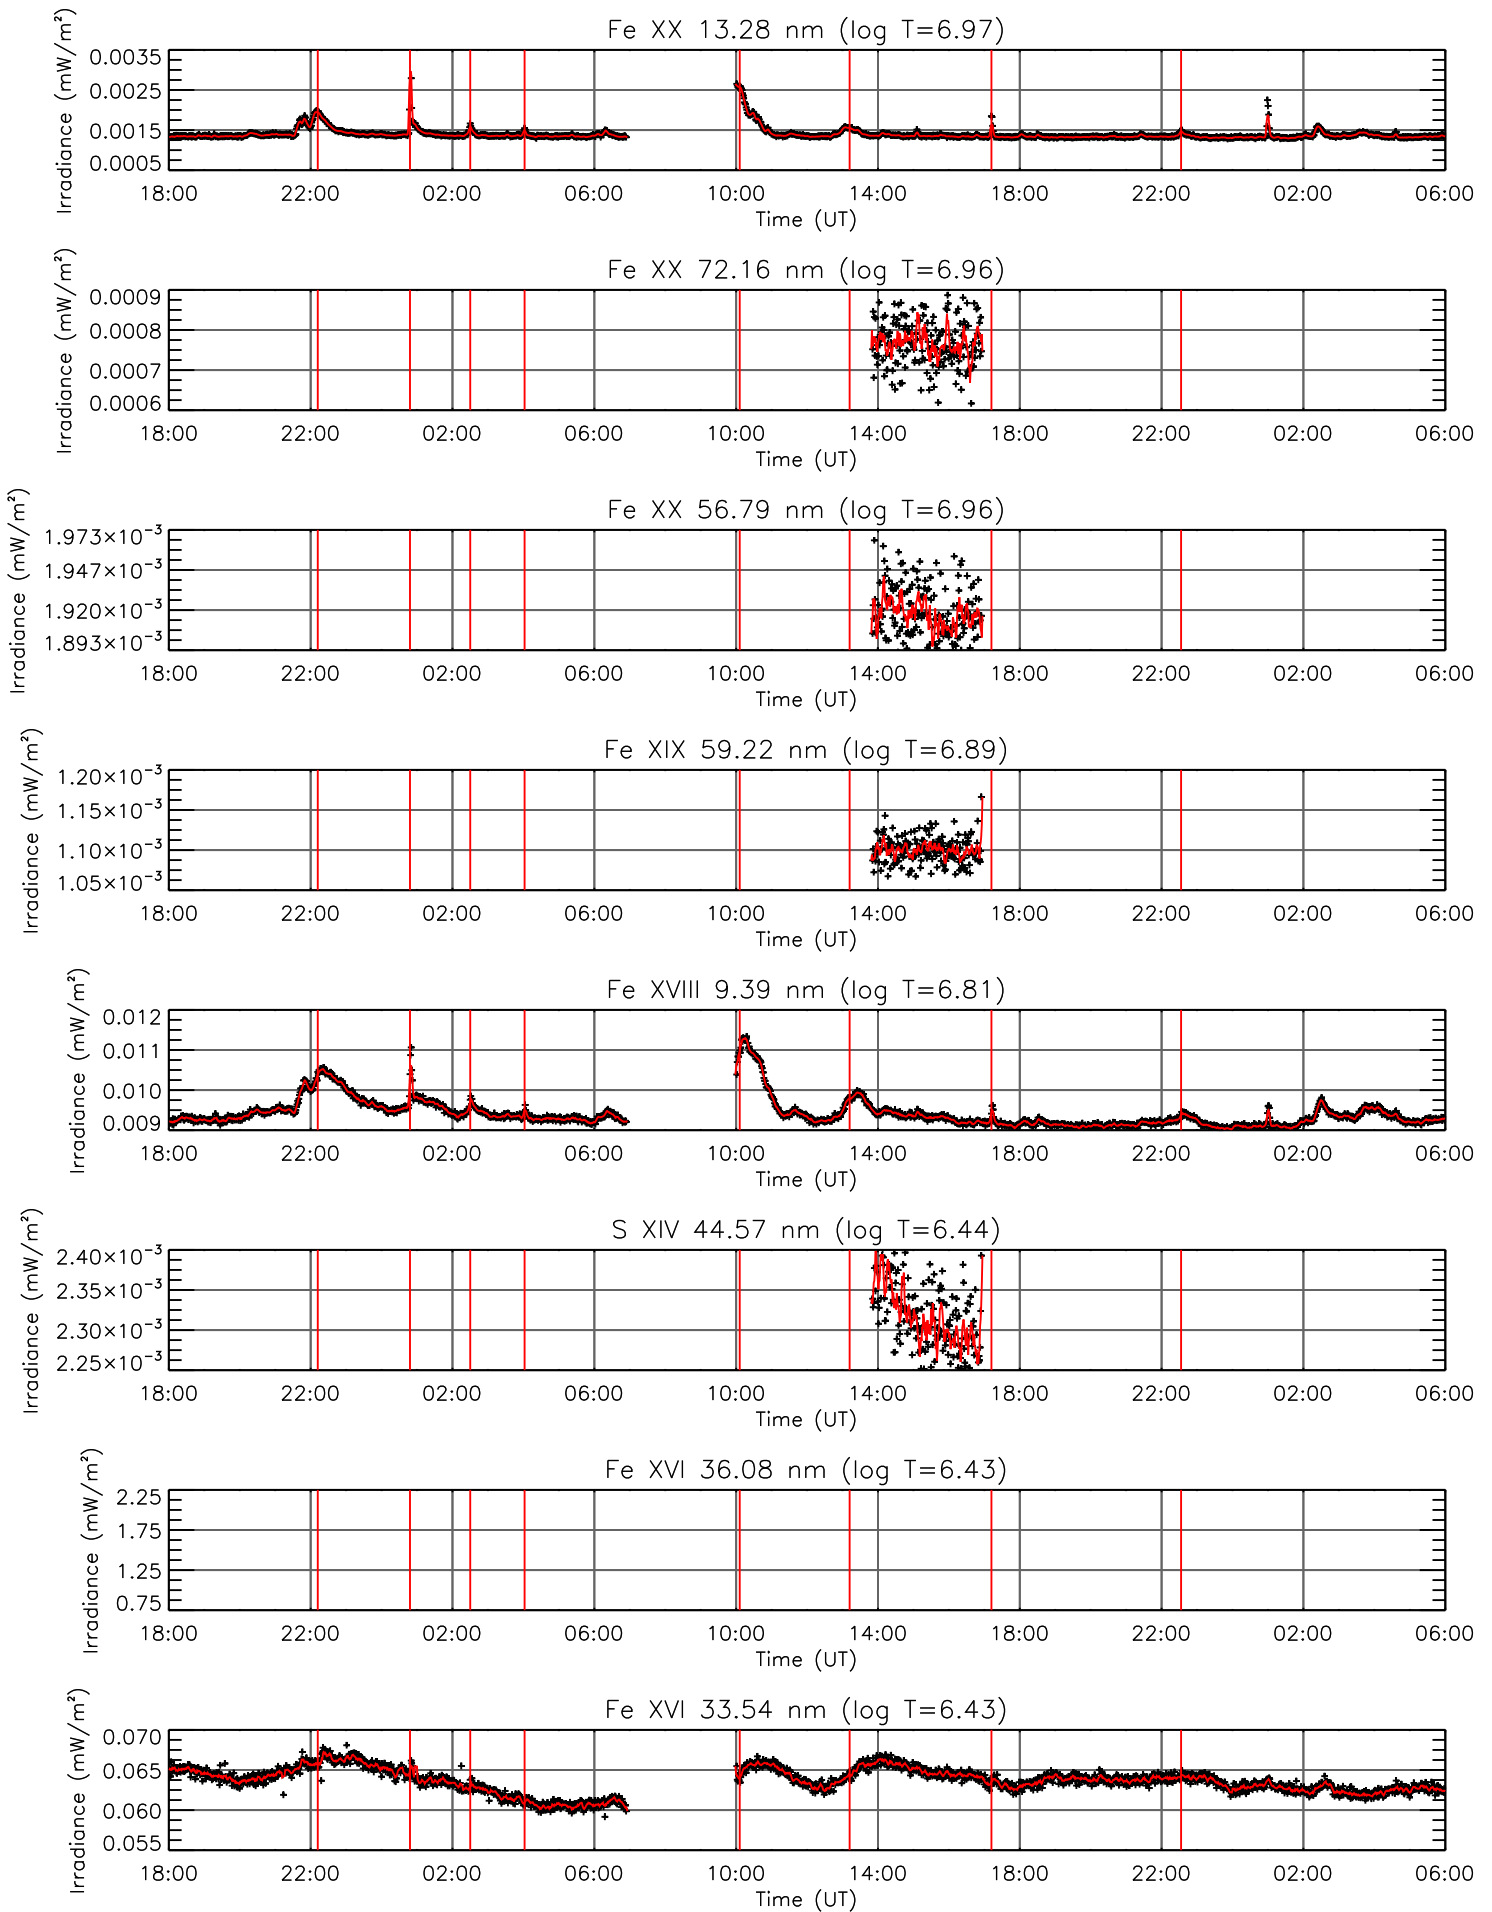 Fe XX 13.28 nm (log T=6.97)
Irradiance (mW/m²)
0.0035
0.0025
0.0015
0.0005
18:00 22:00 02:00 06:00 10:00 14:00 18:00 22:00 02:00 06:00
Time (UT)
Fe XX 72.16 nm (log T=6.96)
Irradiance (mW/m²)
0.0009
0.0008
0.0007
0.0006
18:00 22:00 02:00 06:00 10:00 14:00 18:00 22:00 02:00 06:00
Time (UT)
Fe XX 56.79 nm (log T=6.96)
Irradiance (mW/m²)
1.973×10⁻³
1.947×10⁻³
1.920×10⁻³
1.893×10⁻³
18:00 22:00 02:00 06:00 10:00 14:00 18:00 22:00 02:00 06:00
Time (UT)
Fe XIX 59.22 nm (log T=6.89)
Irradiance (mW/m²)
1.20×10⁻³
1.15×10⁻³
1.10×10⁻³
1.05×10⁻³
18:00 22:00 02:00 06:00 10:00 14:00 18:00 22:00 02:00 06:00
Time (UT)
Fe XVIII 9.39 nm (log T=6.81)
Irradiance (mW/m²)
0.012
0.011
0.010
0.009
18:00 22:00 02:00 06:00 10:00 14:00 18:00 22:00 02:00 06:00
Time (UT)
S XIV 44.57 nm (log T=6.44)
Irradiance (mW/m²)
2.40×10⁻³
2.35×10⁻³
2.30×10⁻³
2.25×10⁻³
18:00 22:00 02:00 06:00 10:00 14:00 18:00 22:00 02:00 06:00
Time (UT)
Fe XVI 36.08 nm (log T=6.43)
Irradiance (mW/m²)
2.25
1.75
1.25
0.75
18:00 22:00 02:00 06:00 10:00 14:00 18:00 22:00 02:00 06:00
Time (UT)
Fe XVI 33.54 nm (log T=6.43)
Irradiance (mW/m²)
0.070
0.065
0.060
0.055
18:00 22:00 02:00 06:00 10:00 14:00 18:00 22:00 02:00 06:00
Time (UT)